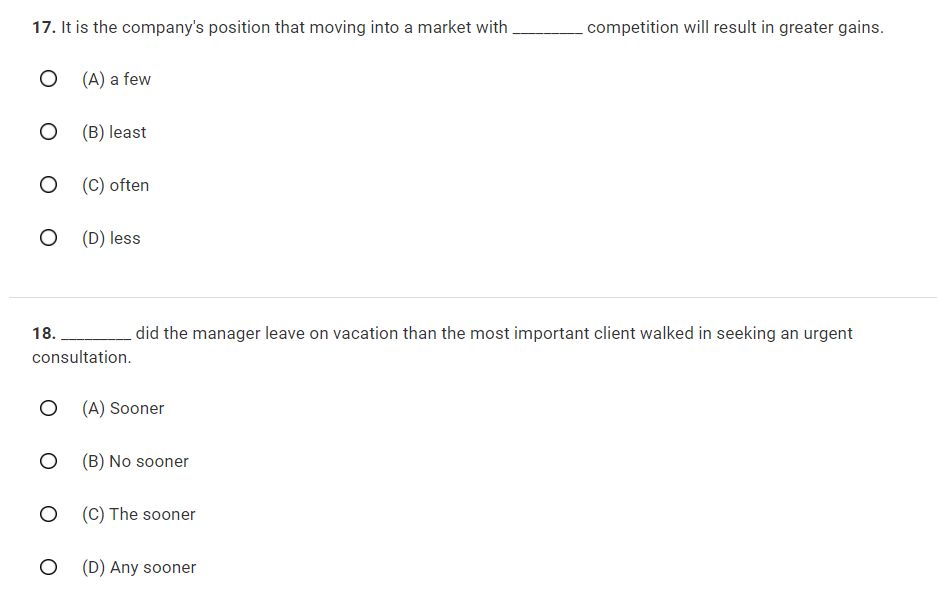 17. It is the company's position that moving into a market with _________ competition will result in greater gains.
(A) a few
(B) least
(C) often
(D) less
18. _________ did the manager leave on vacation than the most important client walked in seeking an urgent
consultation.
(A) Sooner
(B) No sooner
(C) The sooner
(D) Any sooner